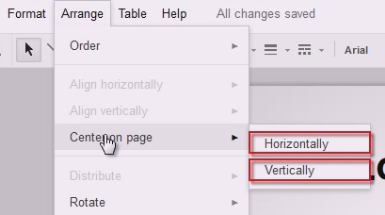 Format Arrange Table Help All changes saved
Order
Arial
Align horizontally
Align vertically
Center on page
Horizontally
Vertically
Distribute
Rotate